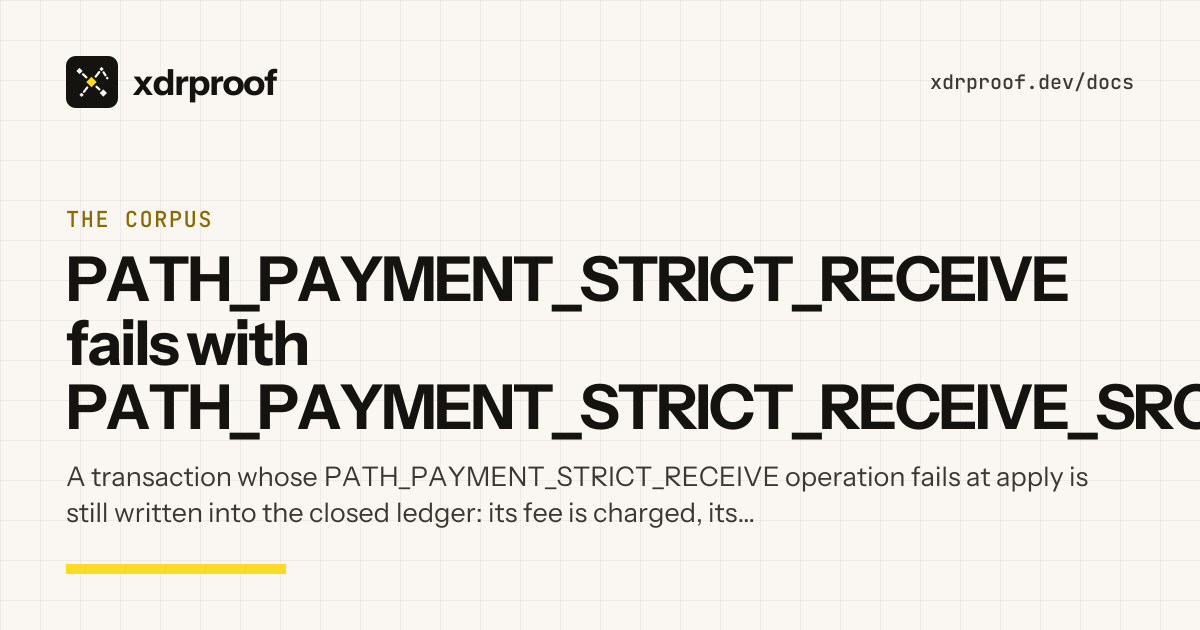 xdrproof
xdrproof.dev/docs
THE CORPUS
PATH_PAYMENT_STRICT_RECEIVE
fails with
PATH_PAYMENT_STRICT_RECEIVE_SRC
A transaction whose PATH_PAYMENT_STRICT_RECEIVE operation fails at apply is
still written into the closed ledger: its fee is charged, its…